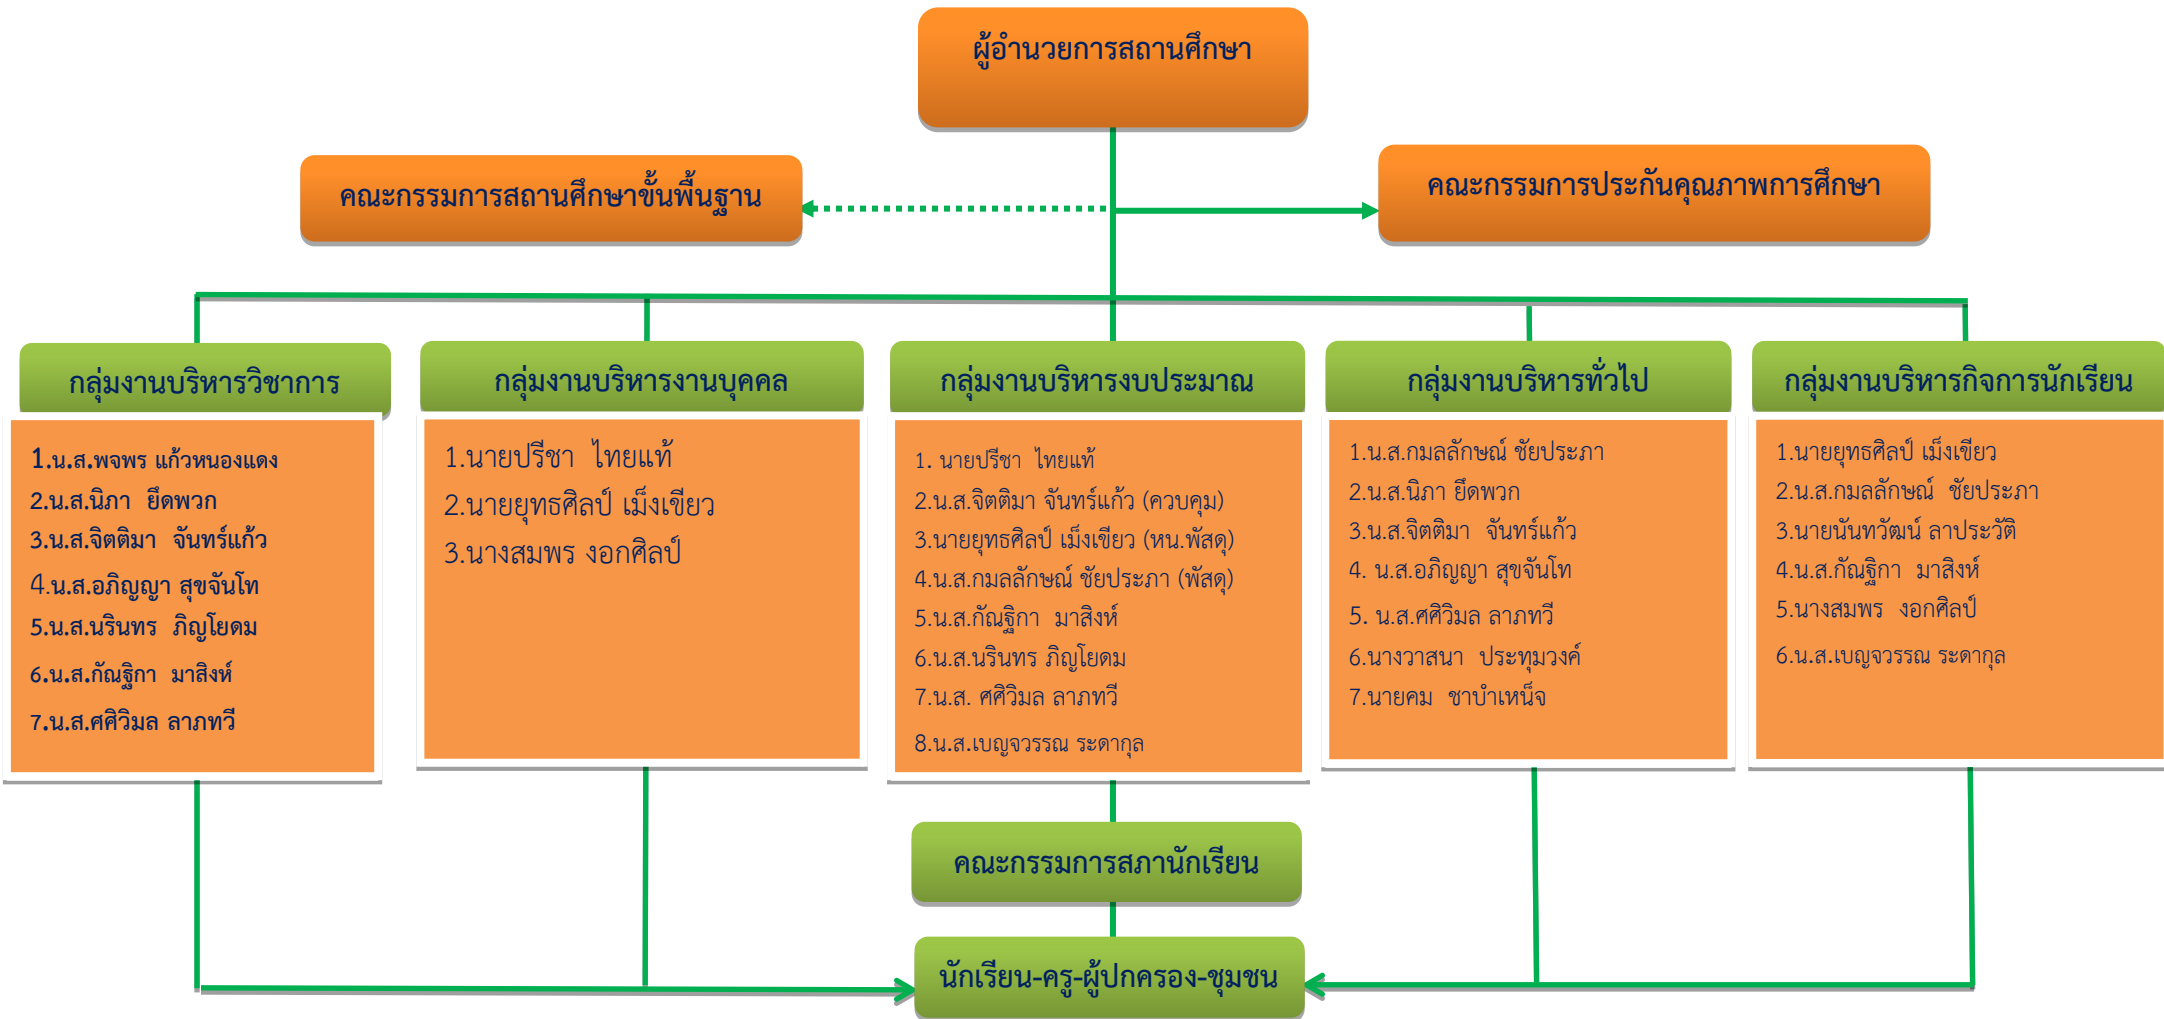 ผู้อำนวยการสถานศึกษา
คณะกรรมการสถานศึกษาขั้นพื้นฐาน
คณะกรรมการประกันคุณภาพการศึกษา
กลุ่มงานบริหารวิชาการ
1.น.ส.พจพร แก้วหนองแดง
2.น.ส.นิภา  ยึดพวก
3.น.ส.จิตติมา  จันทร์แก้ว
4.น.ส.อภิญญา สุขจันโท
5.น.ส.นรินทร  ภิญโยดม
6.น.ส.กัณฐิกา  มาสิงห์
7.น.ส.ศศิวิมล ลาภทวี
กลุ่มงานบริหารงานบุคคล
1.นายปรีชา  ไทยแท้
2.นายยุทธศิลป์ เม็งเขียว
3.นางสมพร งอกศิลป์
กลุ่มงานบริหารงบประมาณ
1. นายปรีชา  ไทยแท้
2.น.ส.จิตติมา จันทร์แก้ว (ควบคุม)
3.นายยุทธศิลป์ เม็งเขียว (หน.พัสดุ)
4.น.ส.กมลลักษณ์ ชัยประภา (พัสดุ)
5.น.ส.กัณฐิกา  มาสิงห์
6.น.ส.นรินทร ภิญโยดม
7.น.ส. ศศิวิมล ลาภทวี
8.น.ส.เบญจวรรณ ระดากุล
กลุ่มงานบริหารทั่วไป
1.น.ส.กมลลักษณ์ ชัยประภา
2.น.ส.นิภา ยึดพวก
3.น.ส.จิตติมา  จันทร์แก้ว
4. น.ส.อภิญญา สุขจันโท
5. น.ส.ศศิวิมล ลาภทวี
6.นางวาสนา  ประทุมวงค์
7.นายคม  ชาบำเหน็จ
กลุ่มงานบริหารกิจการนักเรียน
1.นายยุทธศิลป์ เม็งเขียว
2.น.ส.กมลลักษณ์  ชัยประภา
3.นายนันทวัฒน์ ลาประวัติ
4.น.ส.กัณฐิกา  มาสิงห์
5.นางสมพร  งอกศิลป์
6.น.ส.เบญจวรรณ ระดากุล
คณะกรรมการสภานักเรียน
นักเรียน-ครู-ผู้ปกครอง-ชุมชน